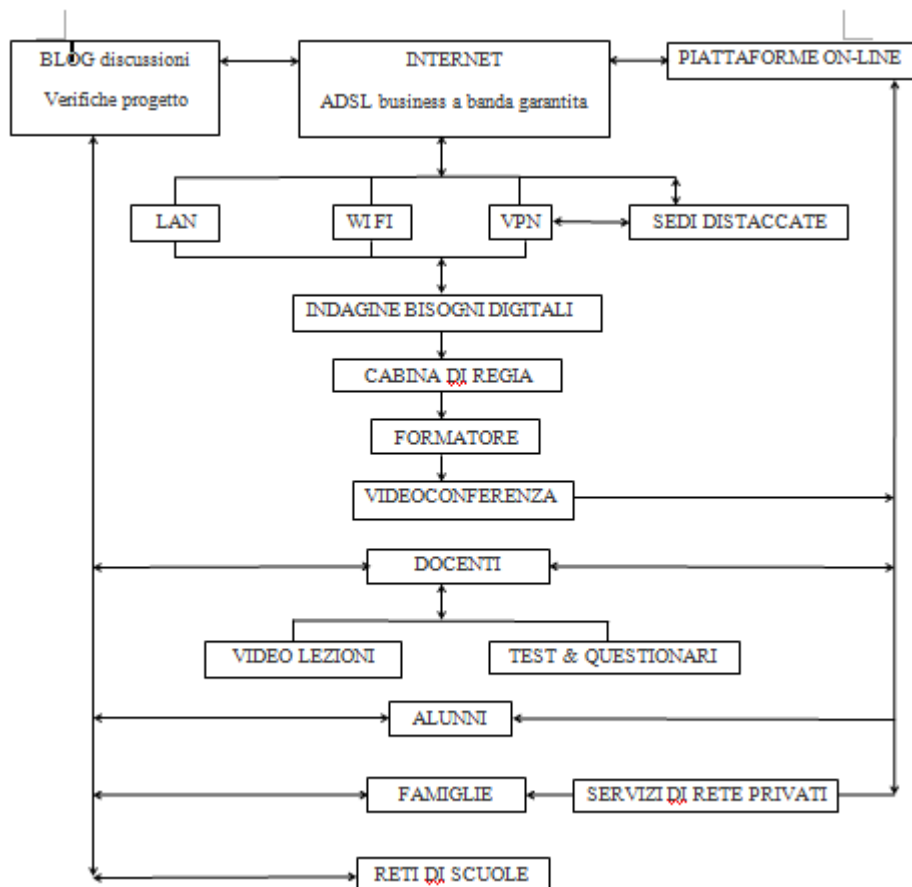 BLOG discussioni
Verifiche progetto
INTERNET
ADSL business a banda garantita
PIATTAFORME ON-LINE
LAN
WI FI
VPN
SEDI DISTACCATE
INDAGINE BISOGNI DIGITALI
CABINA DI REGIA
FORMATORE
VIDEOCONFERENZA
DOCENTI
VIDEO LEZIONI
TEST & QUESTIONARI
ALUNNI
FAMIGLIE
SERVIZI DI RETE PRIVATI
RETI DI SCUOLE